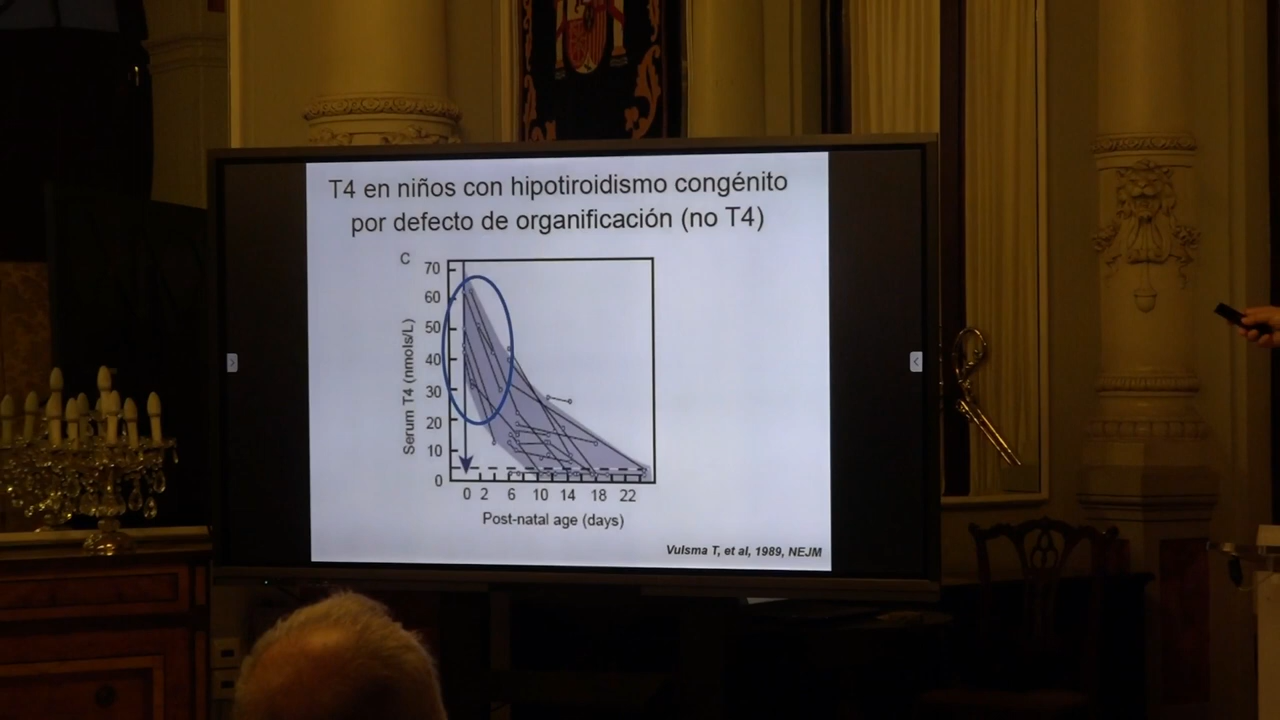 T4 en niños con hipotiroidismo congénito
por defecto de organificación (no T4)
C
70
60
50
40
30
20
10
0
Serum T4 (nmols/L)
0 2 6 10 14 18 22
Post-natal age (days)
Vulsma T, et al, 1989, NEJM